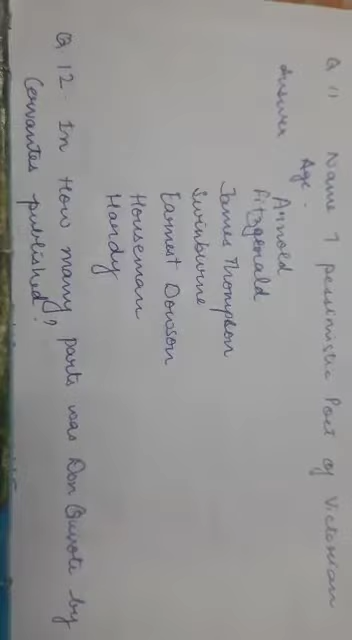 Q 11 Name 7 pessimistic Poet of Victorian
Age.
Answer Arnold
Fitzgerald
James Thompson
Swinburne
Earnest Dowson
Houseman
Hardy
Q 12. In How many, parts was Don Quixote by
Cervantes published?